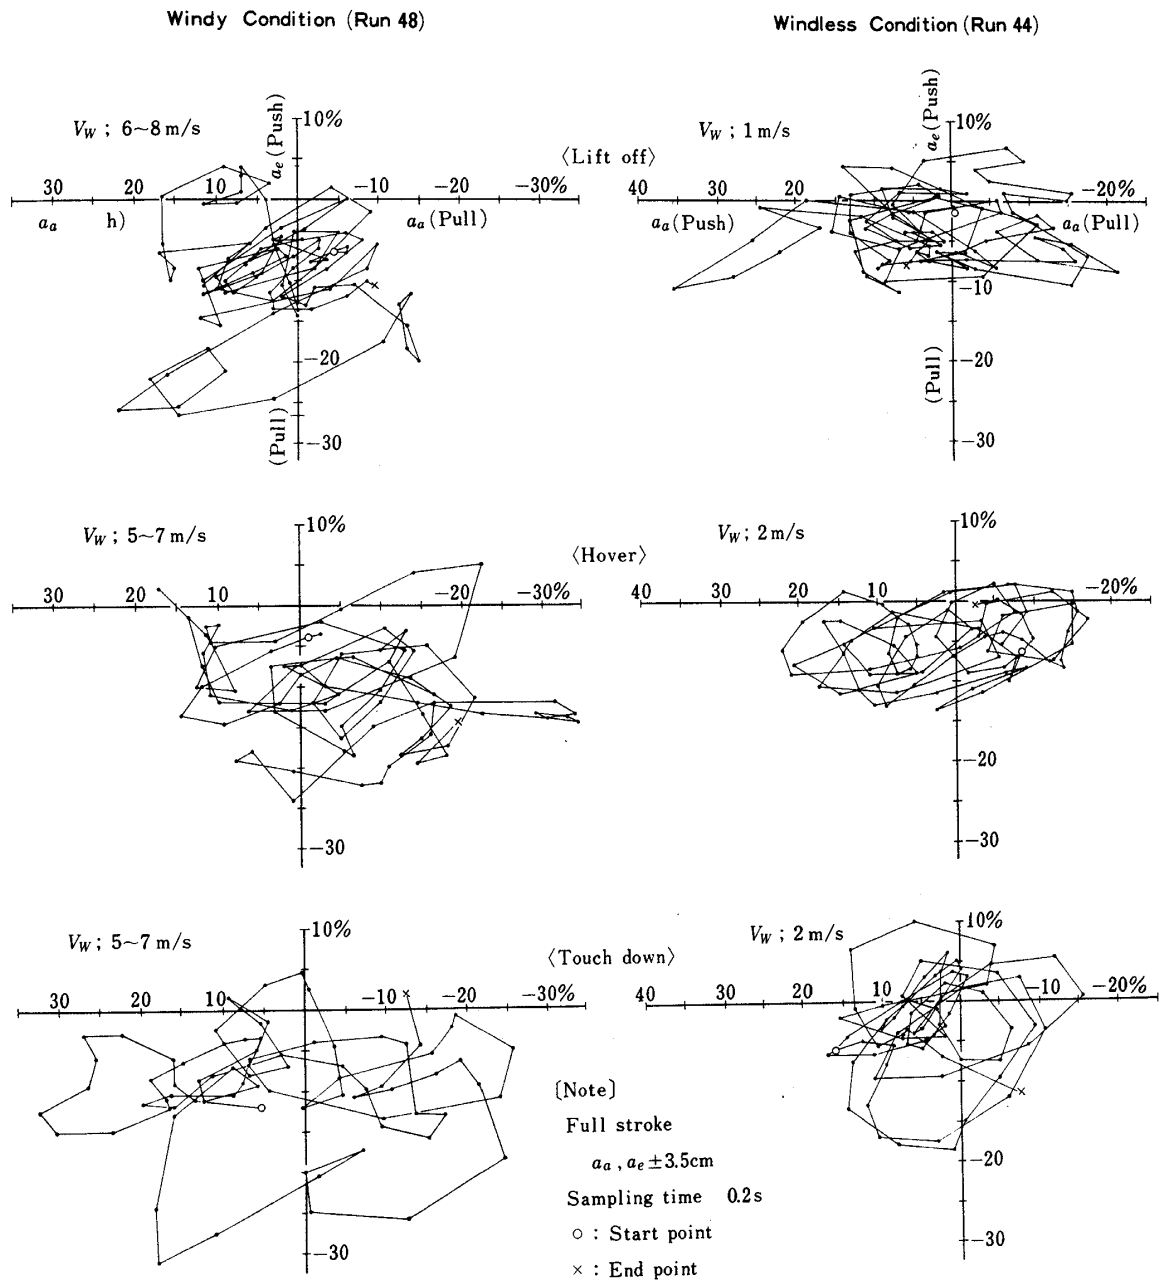 Windy Condition (Run 48)
Windless Condition (Run 44)
V_W ; 6~8 m/s
10%
a_e (Push)
⟨Lift off⟩
30 20 10 -10 -20 -30%
a_a h)
a_a (Pull)
-20
(Pull)
-30
V_W ; 1 m/s
10%
a_e (Push)
40 30 20 -20%
a_a (Push)
a_a (Pull)
-10
-20
(Pull)
-30
V_W ; 5~7 m/s
10%
⟨Hover⟩
30 20 10 -20 -30%
-30
V_W ; 2 m/s
10%
40 30 20 10 -20%
-20
-30
V_W ; 5~7 m/s
10%
⟨Touch down⟩
30 20 10 -10 -20 -30%
-30
V_W ; 2 m/s
10%
40 30 20 10 -10 -20%
-20
-30
[Note]
Full stroke
a_a , a_e ±3.5cm
Sampling time 0.2s
○ : Start point
× : End point